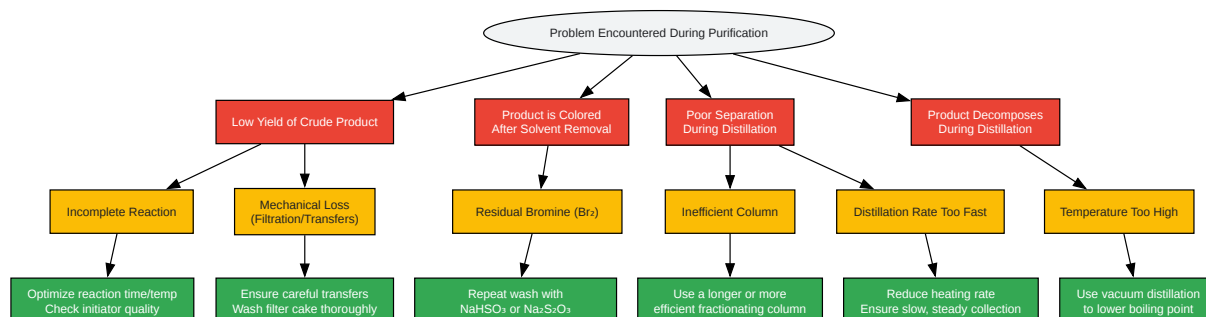 Problem Encountered During Purification
Low Yield of Crude Product
Product is Colored
After Solvent Removal
Poor Separation
During Distillation
Product Decomposes
During Distillation
Incomplete Reaction
Mechanical Loss
(Filtration/Transfers)
Residual Bromine (Br₂)
Inefficient Column
Distillation Rate Too Fast
Temperature Too High
Optimize reaction time/temp
Check initiator quality
Ensure careful transfers
Wash filter cake thoroughly
Repeat wash with
NaHSO₃ or Na₂S₂O₃
Use a longer or more
efficient fractionating column
Reduce heating rate
Ensure slow, steady collection
Use vacuum distillation
to lower boiling point